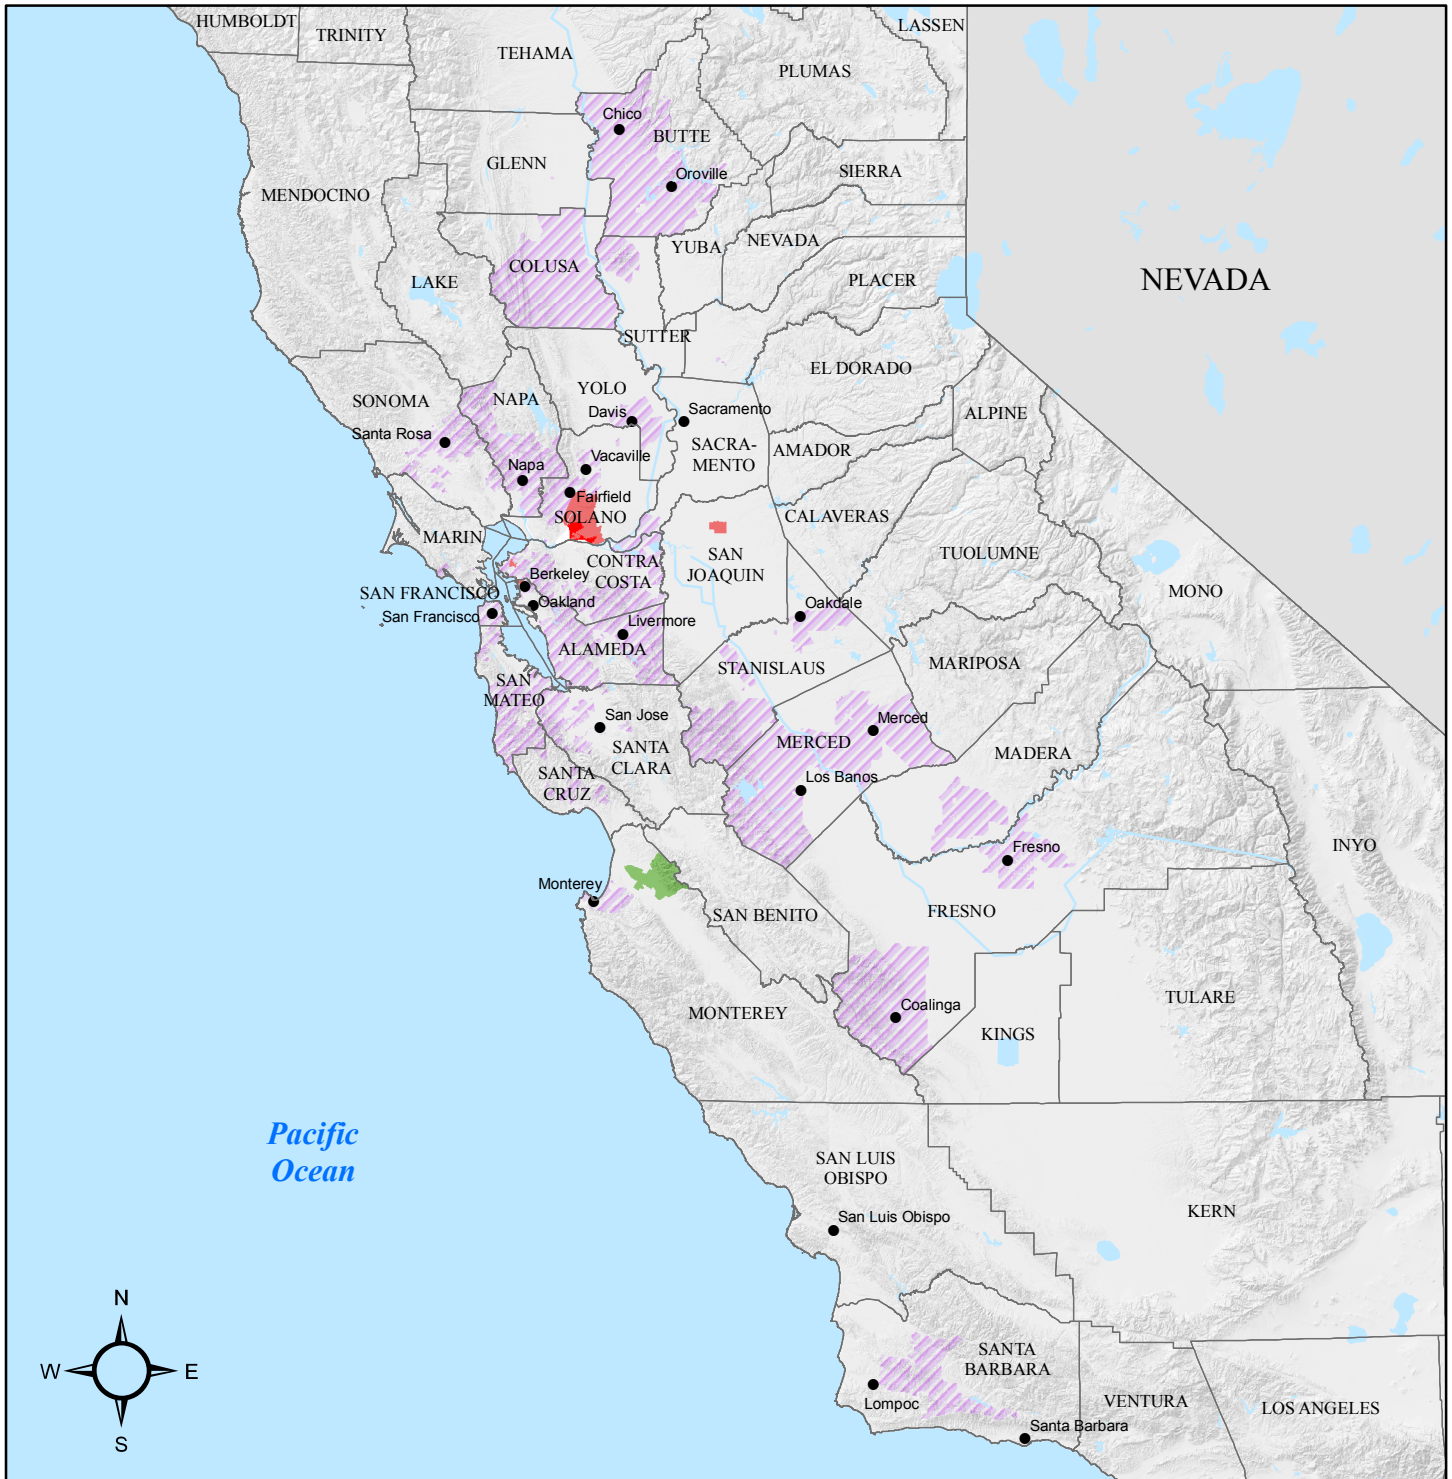 HUMBOLDT
TRINITY
TEHAMA
LASSEN
PLUMAS
Chico
BUTTE
GLENN
MENDOCINO
SIERRA
Oroville
NEVADA
YUBA
COLUSA
LAKE
PLACER
NEVADA
SUTTER
EL DORADO
YOLO
NAPA
SONOMA
Davis
Sacramento
ALPINE
Santa Rosa
SACRA-
MENTO
AMADOR
Vacaville
Napa
Fairfield
SOLANO
CALAVERAS
MARIN
SAN
JOAQUIN
TUOLUMNE
CONTRA
COSTA
Berkeley
SAN FRANCISCO
MONO
Oakland
San Francisco
Oakdale
Livermore
ALAMEDA
STANISLAUS
MARIPOSA
SAN
MATEO
San Jose
Merced
MERCED
SANTA
CLARA
MADERA
SANTA
CRUZ
Los Banos
INYO
Fresno
Monterey
FRESNO
SAN BENITO
TULARE
Coalinga
MONTEREY
KINGS
Pacific
Ocean
SAN LUIS
OBISPO
San Luis Obispo
KERN
N
W
E
S
SANTA
BARBARA
Lompoc
VENTURA
LOS ANGELES
Santa Barbara